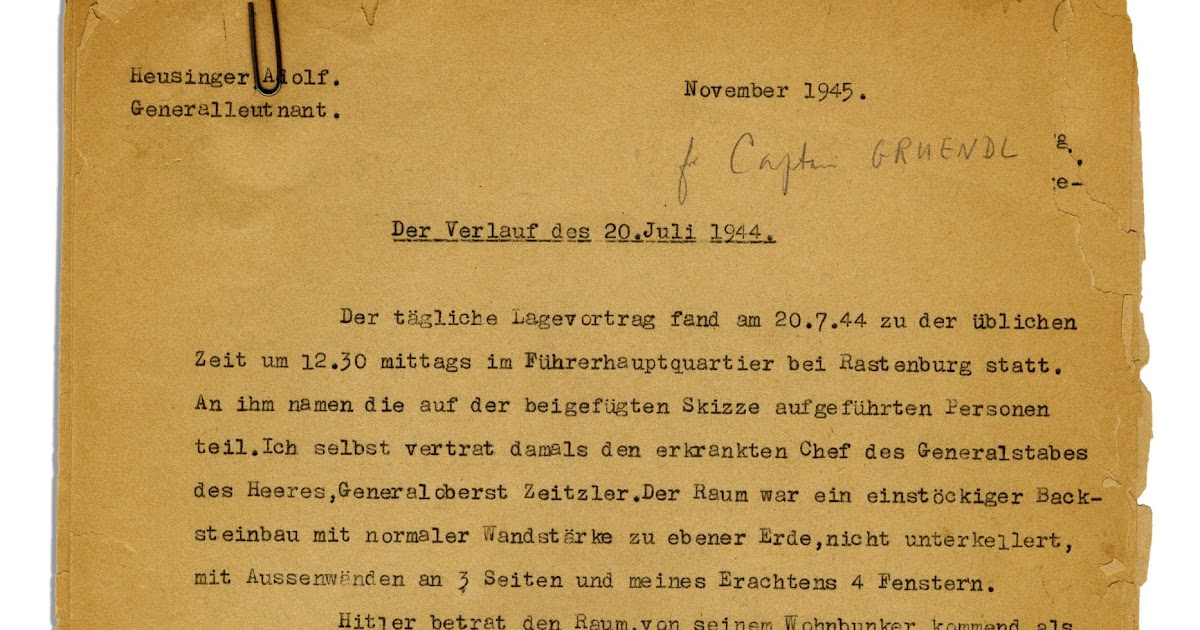 Heusinger, Adolf.
Generalleutnant.
November 1945.
Captain GRUENDL
g.
e-
Der Verlauf des 20.Juli 1944.
Der tägliche Lagevortrag fand am 20.7.44 zu der üblichen
Zeit um 12.30 mittags im Führerhauptquartier bei Rastenburg statt.
An ihm namen die auf der beigefügten Skizze aufgeführten Personen
teil.Ich selbst vertrat damals den erkrankten Chef des Generalstabes
des Heeres,Generaloberst Zeitzler.Der Raum war ein einstöckiger Back-
steinbau mit normaler Wandstärke zu ebener Erde,nicht unterkellert,
mit Aussenwänden an 3 Seiten und meines Erachtens 4 Fenstern.
Hitler betrat den Raum,von seinem Wohnbunker kommend als